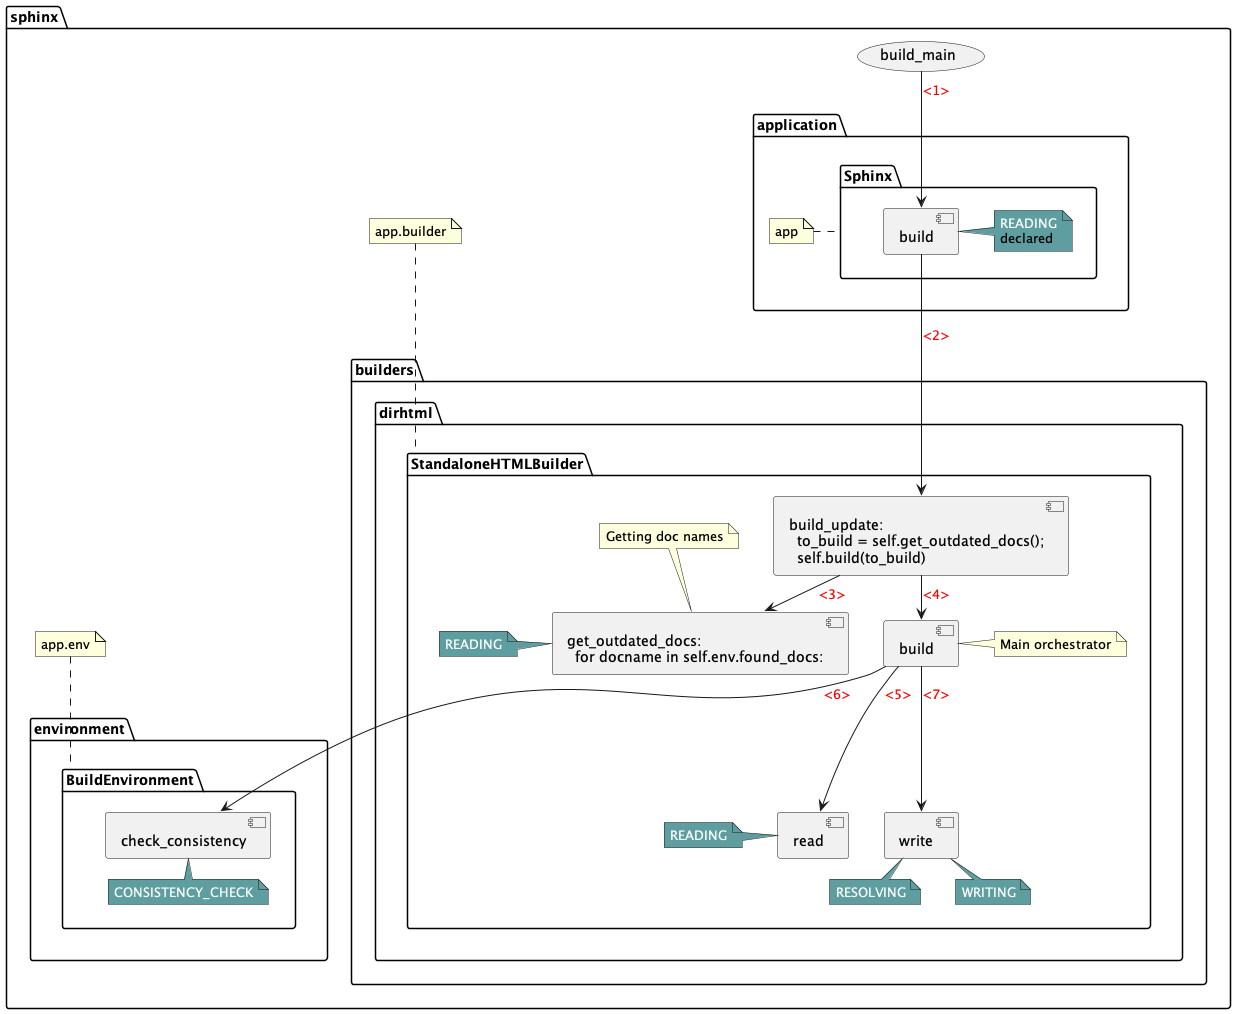 sphinx
build_main
<1>
application
Sphinx
app
build
READING
declared
app.builder
<2>
builders
dirhtml
StandaloneHTMLBuilder
build_update:
to_build = self.get_outdated_docs();
self.build(to_build)
Getting doc names
<3>
<4>
READING
get_outdated_docs:
for docname in self.env.found_docs:
build
Main orchestrator
app.env
<6>
<5>
<7>
environment
BuildEnvironment
check_consistency
CONSISTENCY_CHECK
READING
read
write
RESOLVING
WRITING